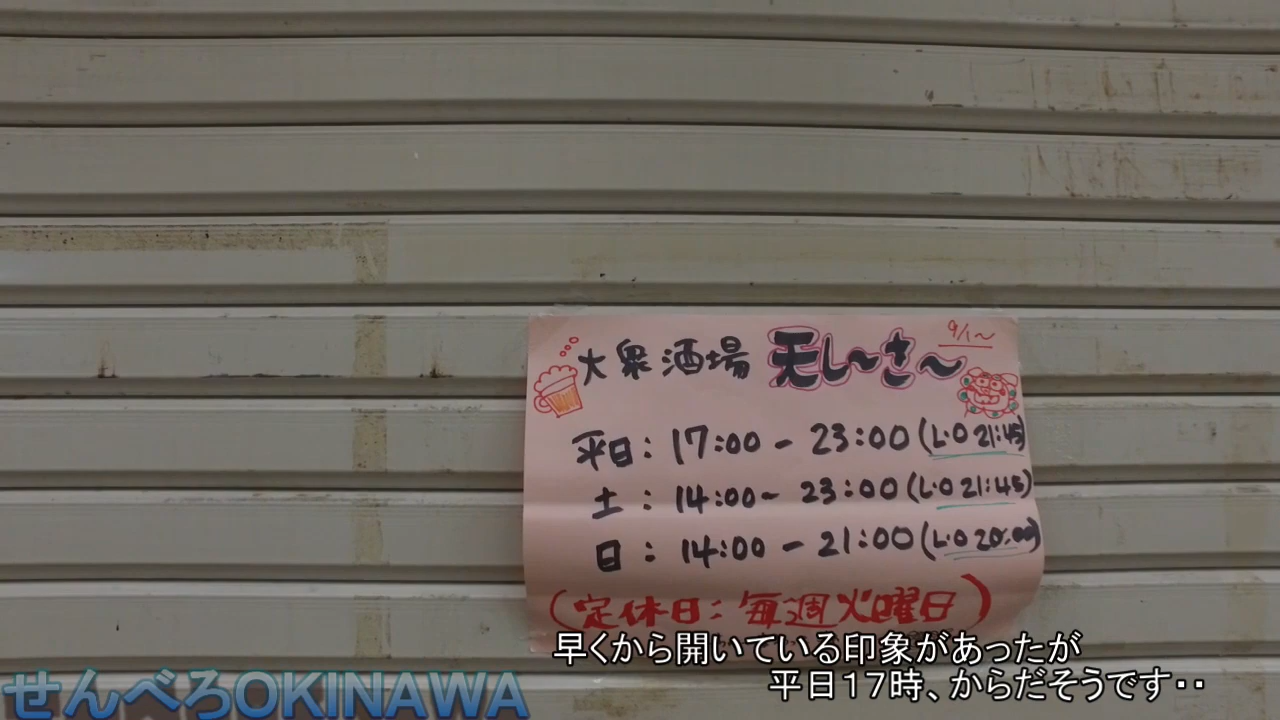 9/1〜
大衆酒場 天しーさー
平日: 17:00 - 23:00 (L・O 21:45)
土: 14:00~ 23:00 (L・O 21:45)
日: 14:00 - 21:00 (L・O 20:00)
(定休日: 毎週火曜日)
早くから開いている印象があったが
平日17時、からだそうです・・
せんべろOKINAWA